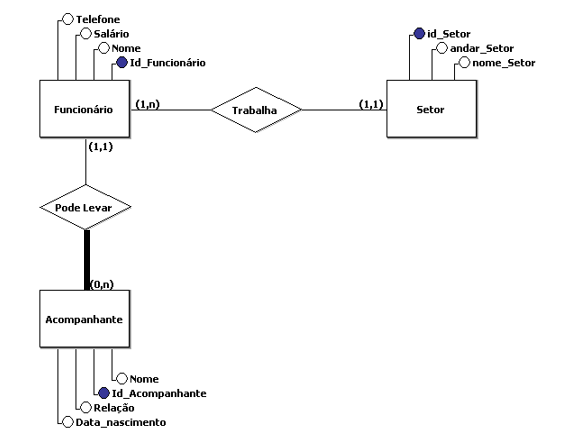 Telefone
Salário
Nome
Id_Funcionário
id_Setor
andar_Setor
nome_Setor
Funcionário
(1,n)
Trabalha
(1,1)
Setor
(1,1)
Pode Levar
(0,n)
Acompanhante
Nome
Id_Acompanhante
Relação
Data_nascimento